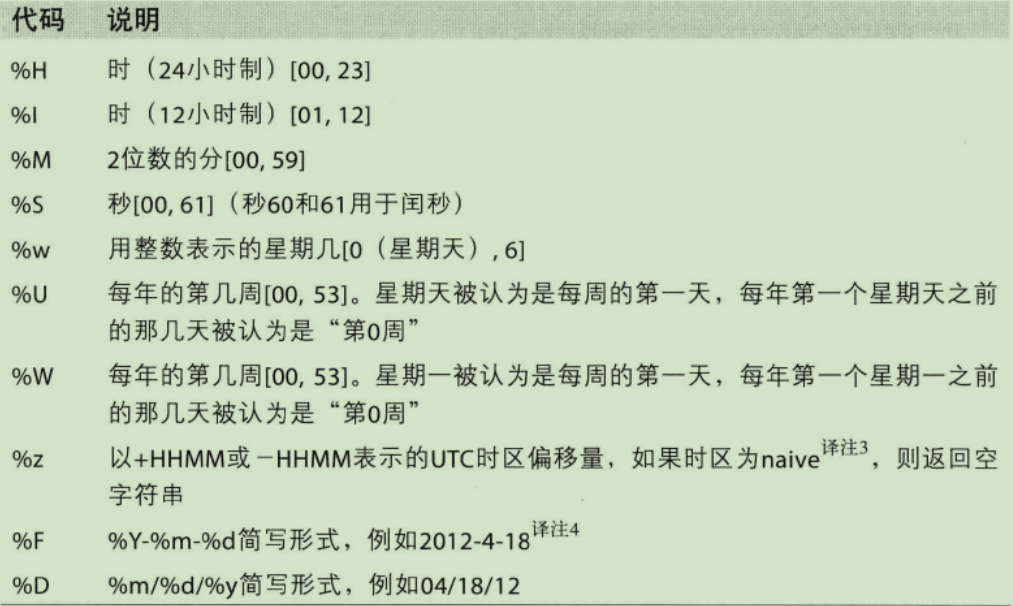 代码 说明
%H 时（24小时制）[00, 23]
%I 时（12小时制）[01, 12]
%M 2位数的分[00, 59]
%S 秒[00, 61]（秒60和61用于闰秒）
%w 用整数表示的星期几[0（星期天）, 6]
%U 每年的第几周[00, 53]。星期天被认为是每周的第一天，每年第一个星期天之前
的那几天被认为是“第0周”
%W 每年的第几周[00, 53]。星期一被认为是每周的第一天，每年第一个星期一之前
的那几天被认为是“第0周”
%z 以+HHMM或－HHMM表示的UTC时区偏移量，如果时区为naive译注3，则返回空
字符串
%F %Y-%m-%d简写形式，例如2012-4-18译注4
%D %m/%d/%y简写形式，例如04/18/12